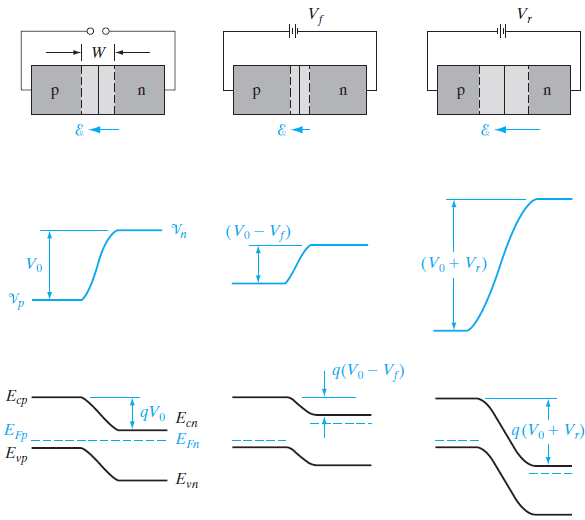 V_f
V_r
W
p
n
p
n
p
n
ℰ
ℰ
ℰ
𝒱_n
V_0
𝒱_p
(V_0 – V_f)
(V_0 + V_r)
E_cp
qV_0
E_cn
E_Fp
E_Fn
E_vp
E_vn
q(V_0 – V_f)
q(V_0 + V_r)